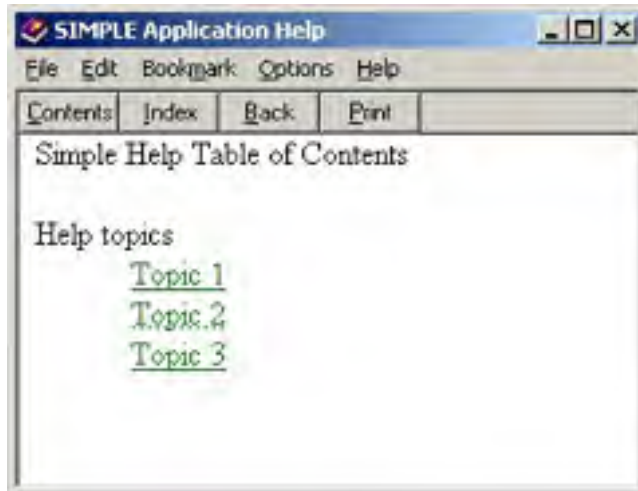 SIMPLE Application Help
File Edit Bookmark Options Help
Contents Index Back Print
Simple Help Table of Contents
Help topics
Topic 1
Topic 2
Topic 3